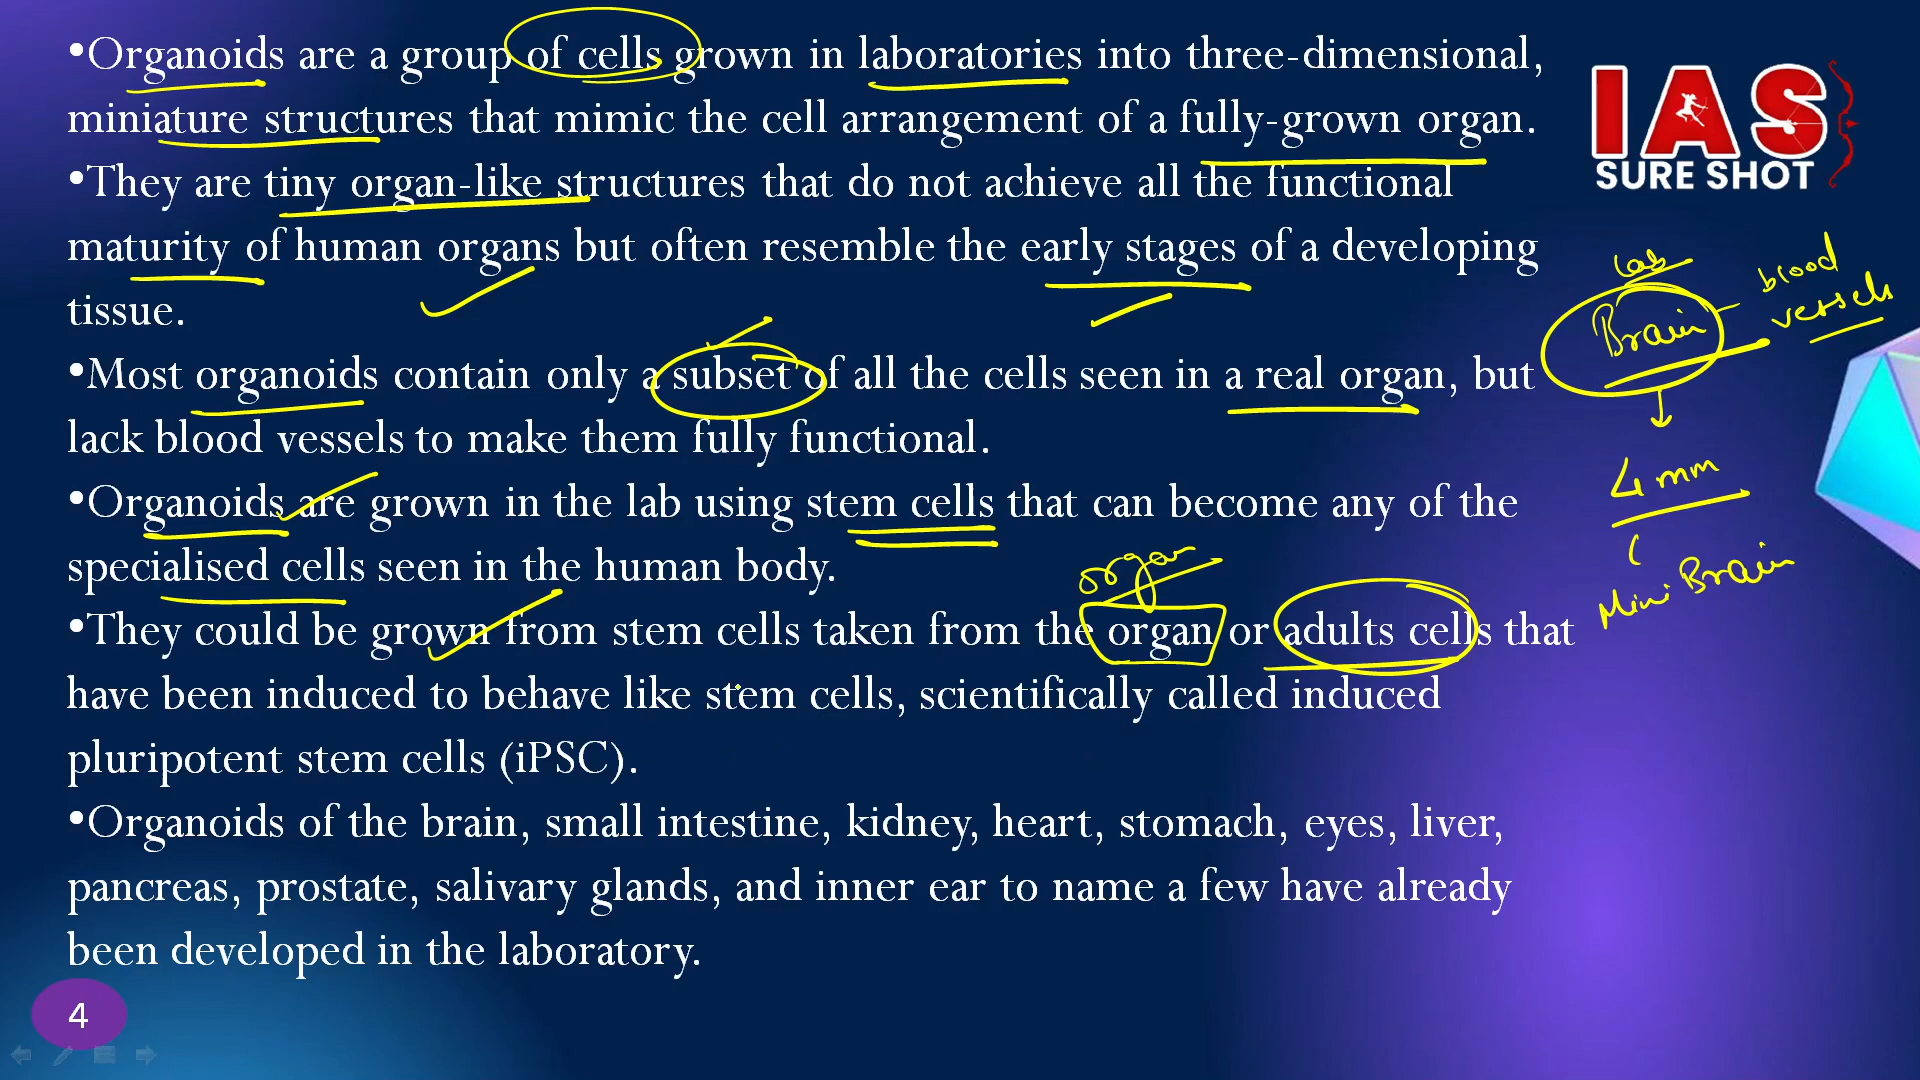 •Organoids are a group of cells grown in laboratories into three-dimensional,
miniature structures that mimic the cell arrangement of a fully-grown organ.
•They are tiny organ-like structures that do not achieve all the functional
maturity of human organs but often resemble the early stages of a developing
tissue.
•Most organoids contain only a subset of all the cells seen in a real organ, but
lack blood vessels to make them fully functional.
•Organoids are grown in the lab using stem cells that can become any of the
specialised cells seen in the human body.
•They could be grown from stem cells taken from the organ or adults cells that
have been induced to behave like stem cells, scientifically called induced
pluripotent stem cells (iPSC).
•Organoids of the brain, small intestine, kidney, heart, stomach, eyes, liver,
pancreas, prostate, salivary glands, and inner ear to name a few have already
been developed in the laboratory.
4
IAS
SURE SHOT
Lab
Brain
blood
vessels
4 mm
Mini Brain
organ